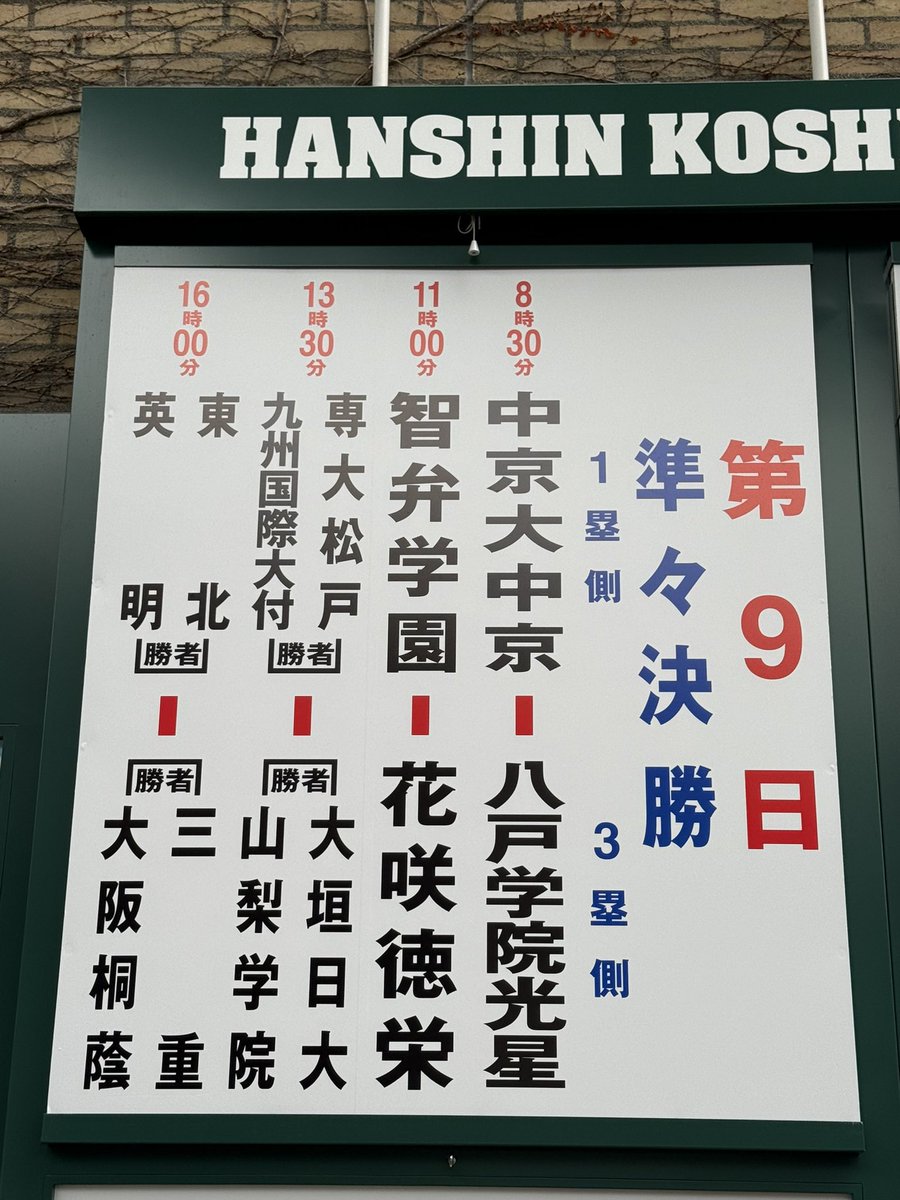 HANSHIN KOSH
第9日
準々決勝
1塁側
3塁側
8時30分
中京大中京
八戸学院光星
11時00分
智弁学園
花咲徳栄
13時30分
専大松戸
九州国際大付
勝者
勝者
大垣日大
山梨学院
16時00分
東北
英明
勝者
勝者
三重
大阪桐蔭